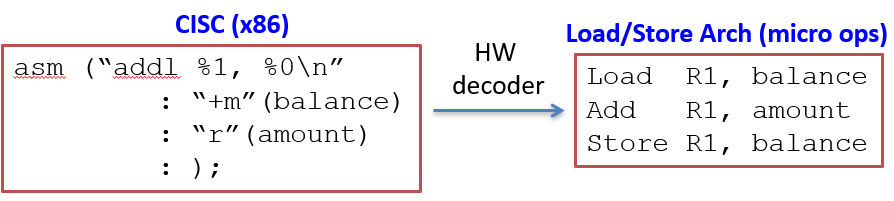 CISC (x86)
asm (“addl %1, %0\n”
: “+m”(balance)
: “r”(amount)
: );
HW
decoder
Load/Store Arch (micro ops)
Load R1, balance
Add R1, amount
Store R1, balance